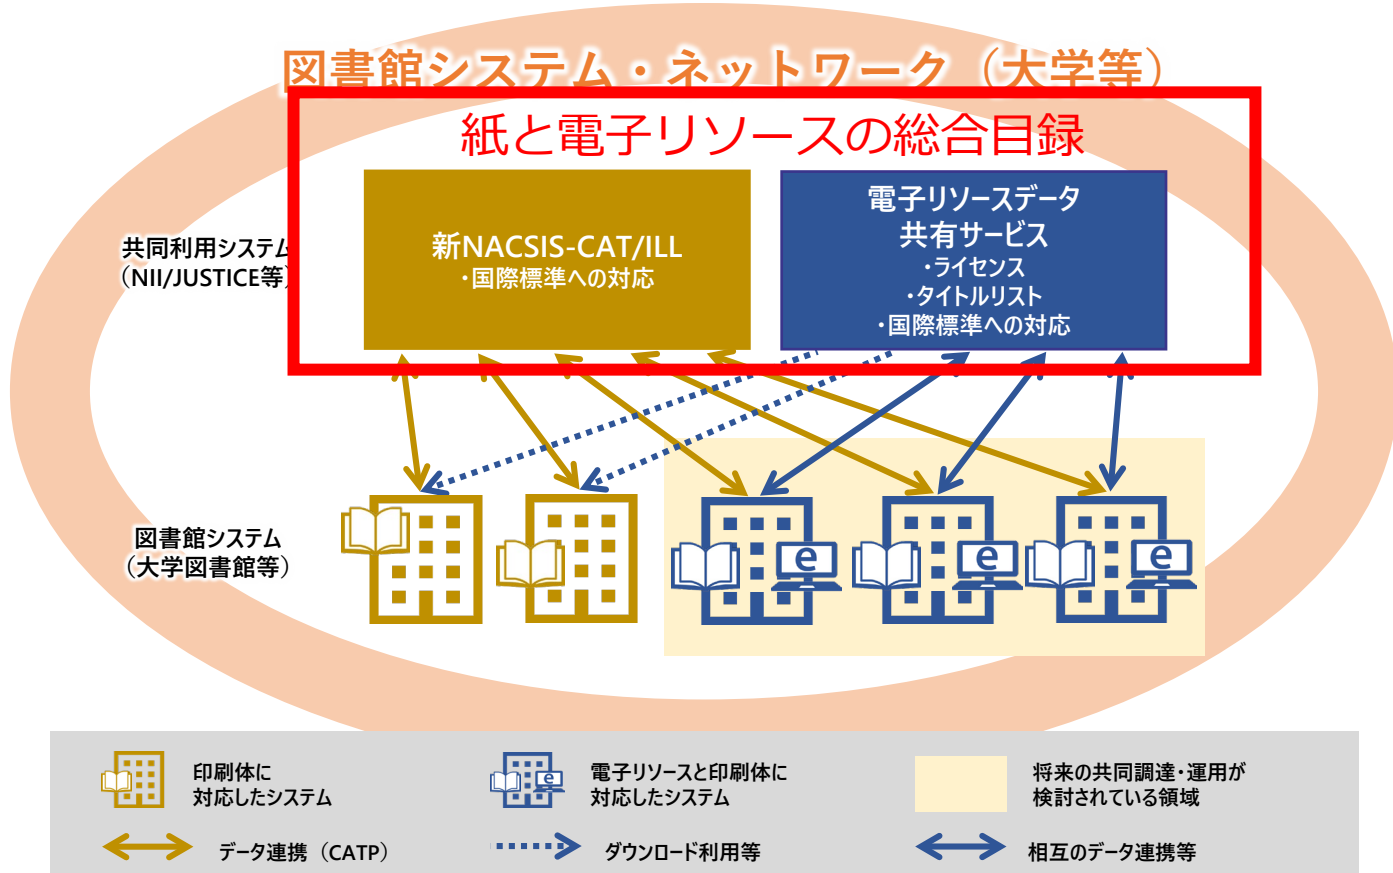 図書館システム・ネットワーク（大学等）
紙と電子リソースの総合目録
共同利用システム
（NII/JUSTICE等）
新NACSIS-CAT/ILL
・国際標準への対応
電子リソースデータ
共有サービス
・ライセンス
・タイトルリスト
・国際標準への対応
図書館システム
（大学図書館等）
e
e
e
印刷体に
対応したシステム
e
電子リソースと印刷体に
対応したシステム
将来の共同調達・運用が
検討されている領域
データ連携（CATP）
ダウンロード利用等
相互のデータ連携等